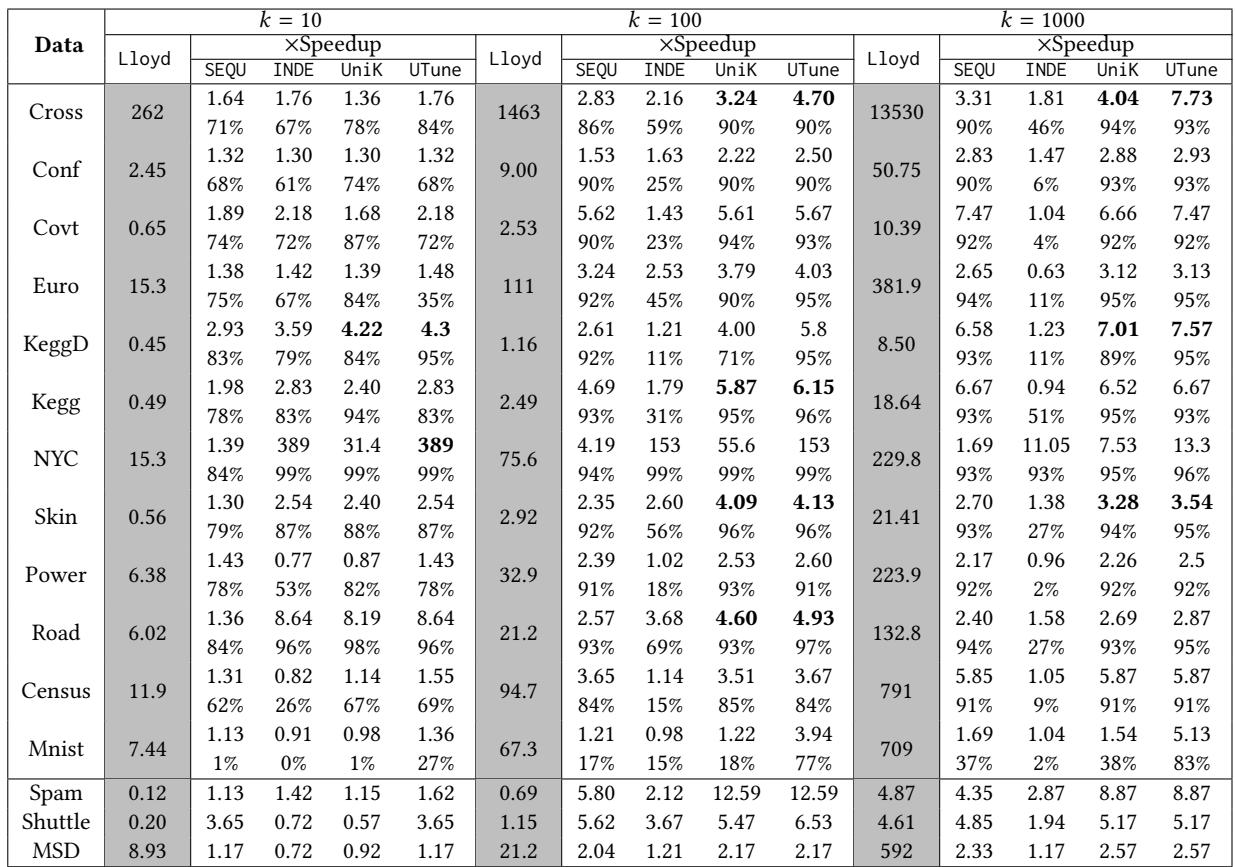 Data k = 10 k = 100 k = 1000
Lloyd ×Speedup Lloyd ×Speedup Lloyd ×Speedup
SEQU INDE UniK UTune SEQU INDE UniK UTune SEQU INDE UniK UTune
Cross 262 1.64 1.76 1.36 1.76 1463 2.83 2.16 3.24 4.70 13530 3.31 1.81 4.04 7.73
71% 67% 78% 84% 86% 59% 90% 90% 90% 46% 94% 93%
Conf 2.45 1.32 1.30 1.30 1.32 9.00 1.53 1.63 2.22 2.50 50.75 2.83 1.47 2.88 2.93
68% 61% 74% 68% 90% 25% 90% 90% 90% 6% 93% 93%
Covt 0.65 1.89 2.18 1.68 2.18 2.53 5.62 1.43 5.61 5.67 10.39 7.47 1.04 6.66 7.47
74% 72% 87% 72% 90% 23% 94% 93% 92% 4% 92% 92%
Euro 15.3 1.38 1.42 1.39 1.48 111 3.24 2.53 3.79 4.03 381.9 2.65 0.63 3.12 3.13
75% 67% 84% 35% 92% 45% 90% 95% 94% 11% 95% 95%
KeggD 0.45 2.93 3.59 4.22 4.3 1.16 2.61 1.21 4.00 5.8 8.50 6.58 1.23 7.01 7.57
83% 79% 84% 95% 92% 11% 71% 95% 93% 11% 89% 95%
Kegg 0.49 1.98 2.83 2.40 2.83 2.49 4.69 1.79 5.87 6.15 18.64 6.67 0.94 6.52 6.67
78% 83% 94% 83% 93% 31% 95% 96% 93% 51% 95% 93%
NYC 15.3 1.39 389 31.4 389 75.6 4.19 153 55.6 153 229.8 1.69 11.05 7.53 13.3
84% 99% 99% 99% 94% 99% 99% 99% 93% 93% 95% 96%
Skin 0.56 1.30 2.54 2.40 2.54 2.92 2.35 2.60 4.09 4.13 21.41 2.70 1.38 3.28 3.54
79% 87% 88% 87% 92% 56% 96% 96% 93% 27% 94% 95%
Power 6.38 1.43 0.77 0.87 1.43 32.9 2.39 1.02 2.53 2.60 223.9 2.17 0.96 2.26 2.5
78% 53% 82% 78% 91% 18% 93% 91% 92% 2% 92% 92%
Road 6.02 1.36 8.64 8.19 8.64 21.2 2.57 3.68 4.60 4.93 132.8 2.40 1.58 2.69 2.87
84% 96% 98% 96% 93% 69% 93% 97% 94% 27% 93% 95%
Census 11.9 1.31 0.82 1.14 1.55 94.7 3.65 1.14 3.51 3.67 791 5.85 1.05 5.87 5.87
62% 26% 67% 69% 84% 15% 85% 84% 91% 9% 91% 91%
Mnist 7.44 1.13 0.91 0.98 1.36 67.3 1.21 0.98 1.22 3.94 709 1.69 1.04 1.54 5.13
1% 0% 1% 27% 17% 15% 18% 77% 37% 2% 38% 83%
Spam 0.12 1.13 1.42 1.15 1.62 0.69 5.80 2.12 12.59 12.59 4.87 4.35 2.87 8.87 8.87
Shuttle 0.20 3.65 0.72 0.57 3.65 1.15 5.62 3.67 5.47 6.53 4.61 4.85 1.94 5.17 5.17
MSD 8.93 1.17 0.72 0.92 1.17 21.2 2.04 1.21 2.17 2.17 592 2.33 1.17 2.57 2.57